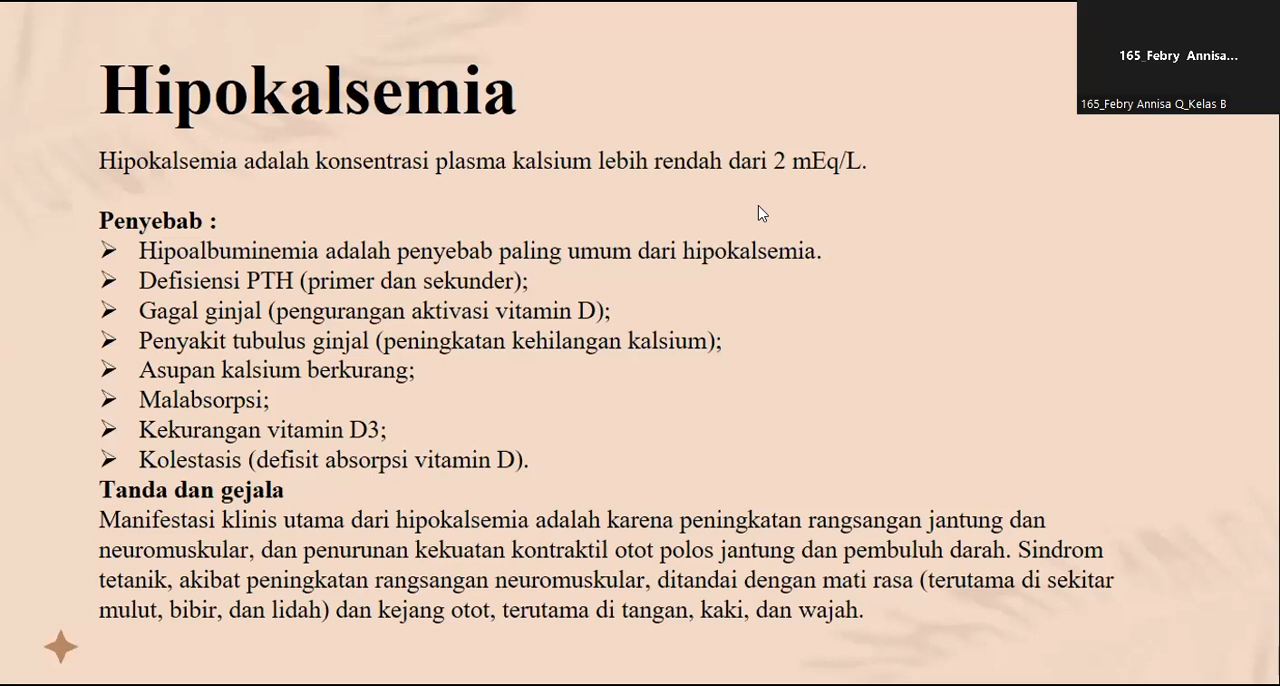 Hipokalsemia
165_Febry Annisa...
165_Febry Annisa Q_Kelas B
Hipokalsemia adalah konsentrasi plasma kalsium lebih rendah dari 2 mEq/L.
Penyebab :
➢ Hipoalbuminemia adalah penyebab paling umum dari hipokalsemia.
➢ Defisiensi PTH (primer dan sekunder);
➢ Gagal ginjal (pengurangan aktivasi vitamin D);
➢ Penyakit tubulus ginjal (peningkatan kehilangan kalsium);
➢ Asupan kalsium berkurang;
➢ Malabsorpsi;
➢ Kekurangan vitamin D3;
➢ Kolestasis (defisit absorpsi vitamin D).
Tanda dan gejala
Manifestasi klinis utama dari hipokalsemia adalah karena peningkatan rangsangan jantung dan
neuromuskular, dan penurunan kekuatan kontraktil otot polos jantung dan pembuluh darah. Sindrom
tetanik, akibat peningkatan rangsangan neuromuskular, ditandai dengan mati rasa (terutama di sekitar
mulut, bibir, dan lidah) dan kejang otot, terutama di tangan, kaki, dan wajah.